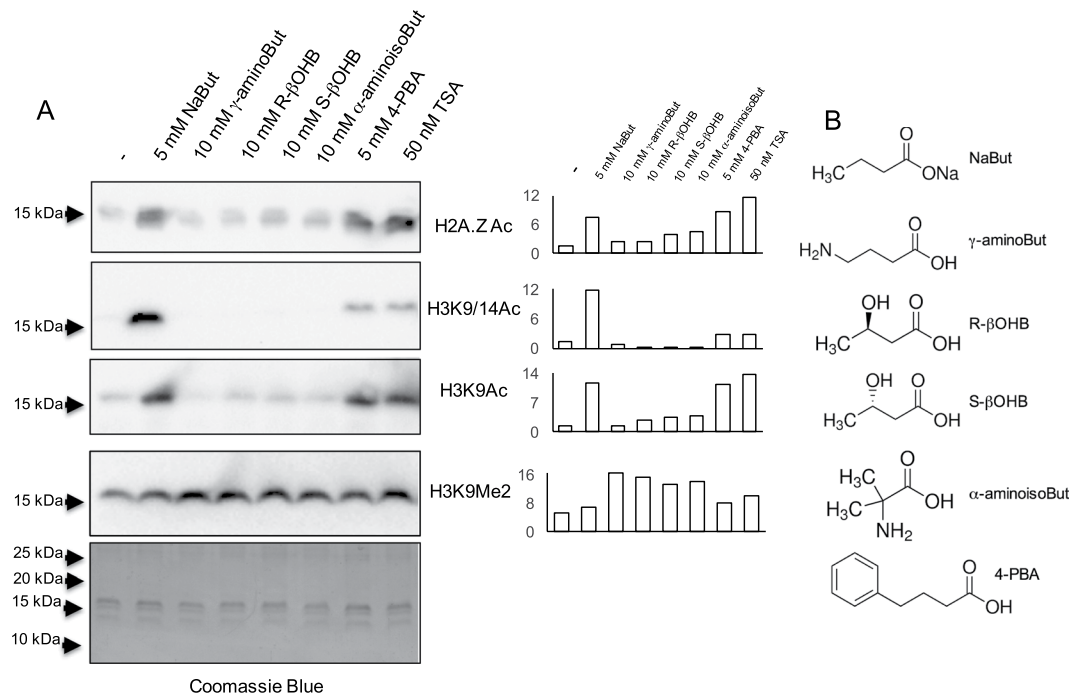 A
-
5 mM NaBut
10 mM γ-aminoBut
10 mM R-βOHB
10 mM S-βOHB
10 mM α-aminoisoBut
5 mM 4-PBA
50 nM TSA
15 kDa
H2A.Z Ac
15 kDa
H3K9/14Ac
15 kDa
H3K9Ac
15 kDa
H3K9Me2
25 kDa
20 kDa
15 kDa
10 kDa
Coomassie Blue
-
5 mM NaBut
10 mM γ-aminoBut
10 mM R-βOHB
10 mM S-βOHB
10 mM α-aminoisoBut
5 mM 4-PBA
50 nM TSA
12
6
0
12
6
0
14
7
0
16
8
0
B
O
H₃C
ONa
NaBut
O
H₂N
OH
γ-aminoBut
OH
O
H₃C
OH
R-βOHB
OH
O
H₃C
OH
S-βOHB
H₃C
O
H₃C
OH
NH₂
α-aminoisoBut
O
OH
4-PBA